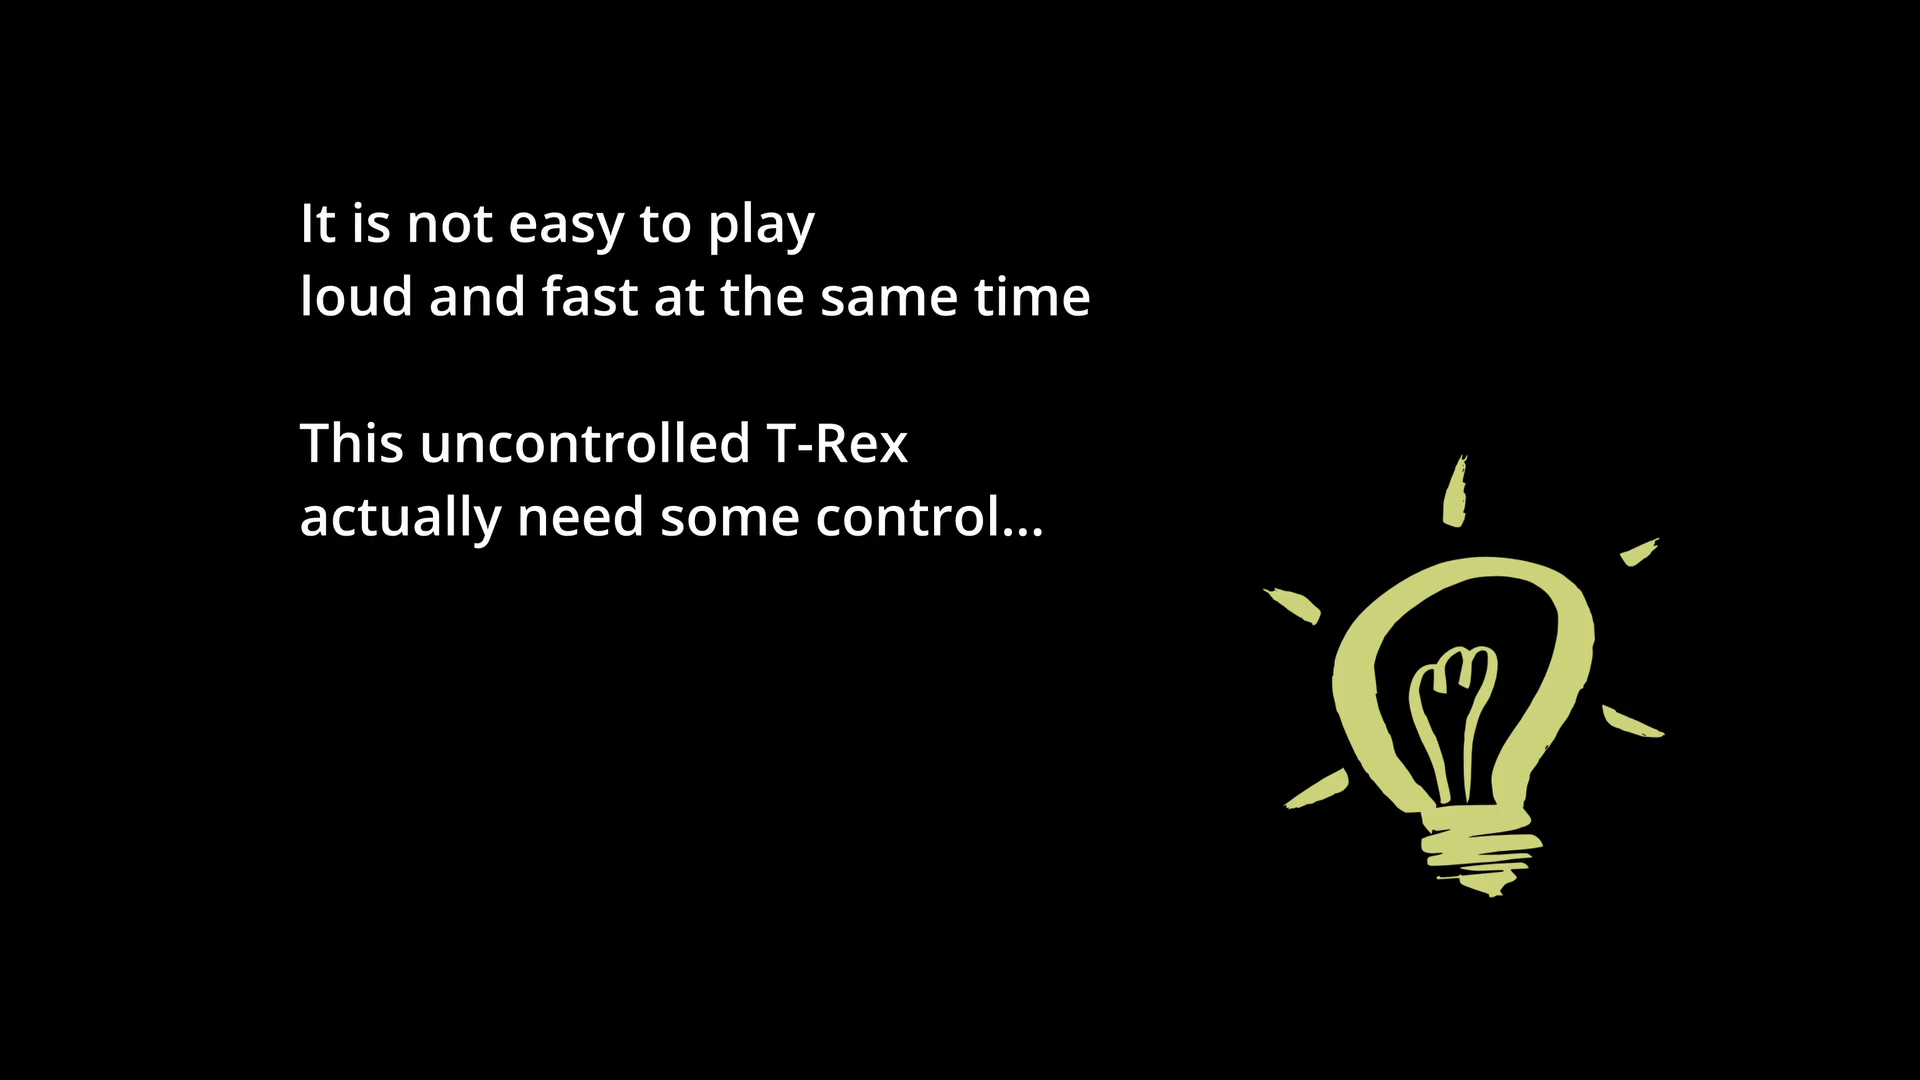 It is not easy to play
loud and fast at the same time
This uncontrolled T-Rex
actually need some control...